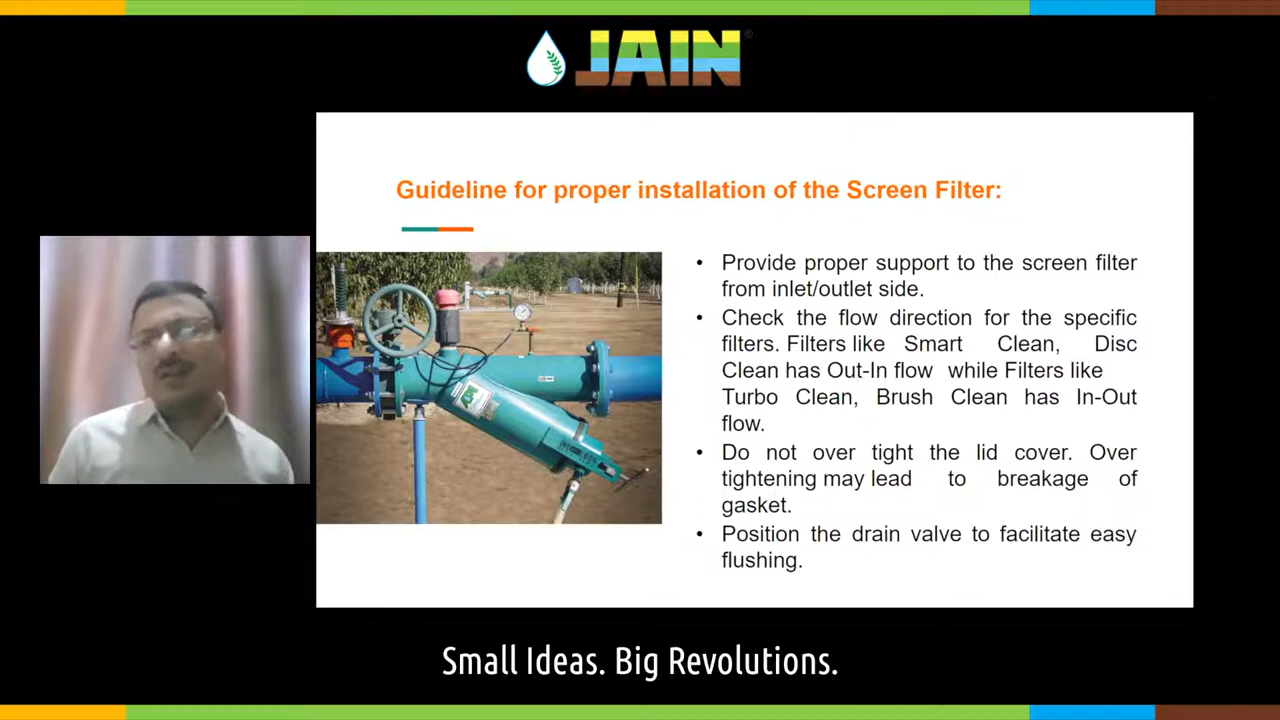 JAIN
Guideline for proper installation of the Screen Filter:
• Provide proper support to the screen filter
from inlet/outlet side.
• Check the flow direction for the specific
filters. Filters like Smart Clean, Disc
Clean has Out-In flow while Filters like
Turbo Clean, Brush Clean has In-Out
flow.
• Do not over tight the lid cover. Over
tightening may lead to breakage of
gasket.
• Position the drain valve to facilitate easy
flushing.
Small Ideas. Big Revolutions.